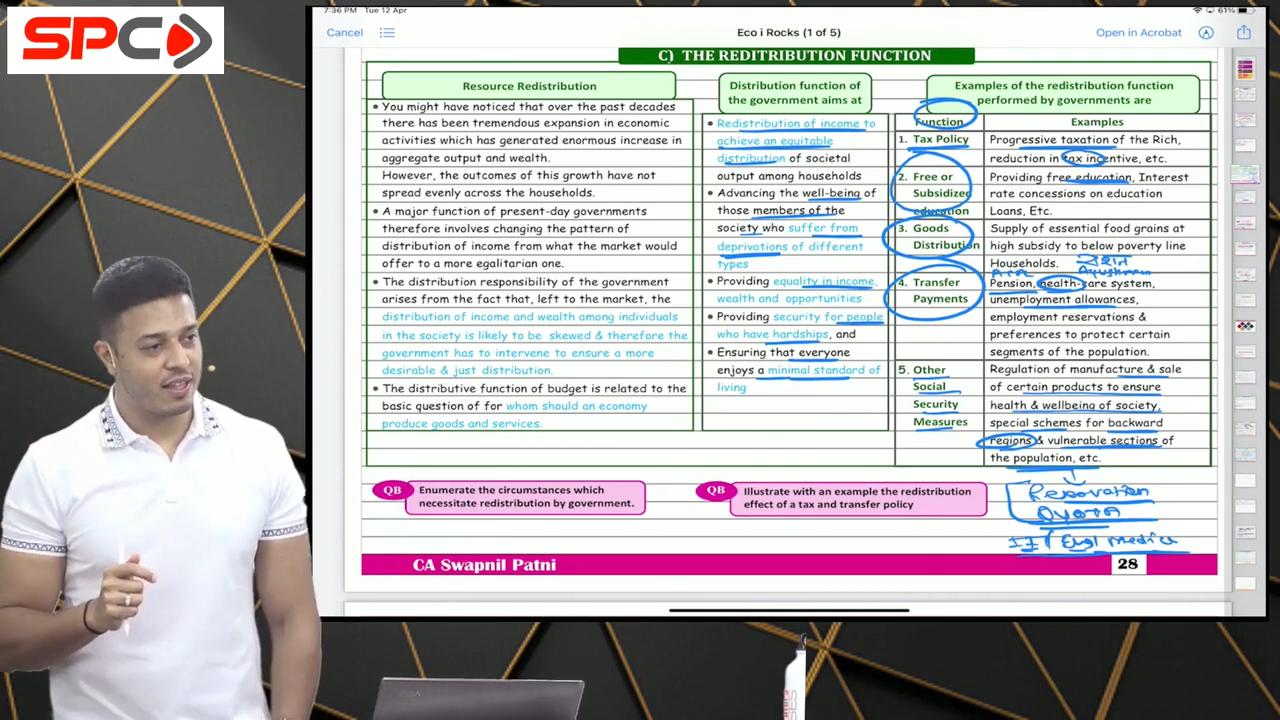 SPC
7:36 PM Tue 12 Apr
61%
Cancel
Eco i Rocks (1 of 5)
Open in Acrobat
C) THE REDITRIBUTION FUNCTION
Resource Redistribution
• You might have noticed that over the past decades
there has been tremendous expansion in economic
activities which has generated enormous increase in
aggregate output and wealth.
However, the outcomes of this growth have not
spread evenly across the households.
• A major function of present-day governments
therefore involves changing the pattern of
distribution of income from what the market would
offer to a more egalitarian one.
• The distribution responsibility of the government
arises from the fact that, left to the market, the
distribution of income and wealth among individuals
in the society is likely to be skewed & therefore the
government has to intervene to ensure a more
desirable & just distribution.
• The distributive function of budget is related to the
basic question of for whom should an economy
produce goods and services.
Distribution function of
the government aims at
• Redistribution of income to
achieve an equitable
distribution of societal
output among households
• Advancing the well-being of
those members of the
society who suffer from
deprivations of different
types
• Providing equality in income,
wealth and opportunities
• Providing security for people
who have hardships, and
• Ensuring that everyone
enjoys a minimal standard of
living
Examples of the redistribution function
performed by governments are
Function
Examples
1. Tax Policy
Progressive taxation of the Rich,
reduction in tax incentive, etc.
2. Free or
Subsidized
education
Providing free education, Interest
rate concessions on education
Loans, Etc.
3. Goods
Distribution
Supply of essential food grains at
high subsidy to below poverty line
Households.
Ayushman
4. Transfer
Payments
Pension, health-care system,
unemployment allowances,
employment reservations &
preferences to protect certain
segments of the population.
5. Other
Social
Security
Measures
Regulation of manufacture & sale
of certain products to ensure
health & wellbeing of society,
special schemes for backward
regions & vulnerable sections of
the population, etc.
Reservation
Quota
IIT Engl Medica
QB Enumerate the circumstances which
necessitate redistribution by government.
QB Illustrate with an example the redistribution
effect of a tax and transfer policy
CA Swapnil Patni
28